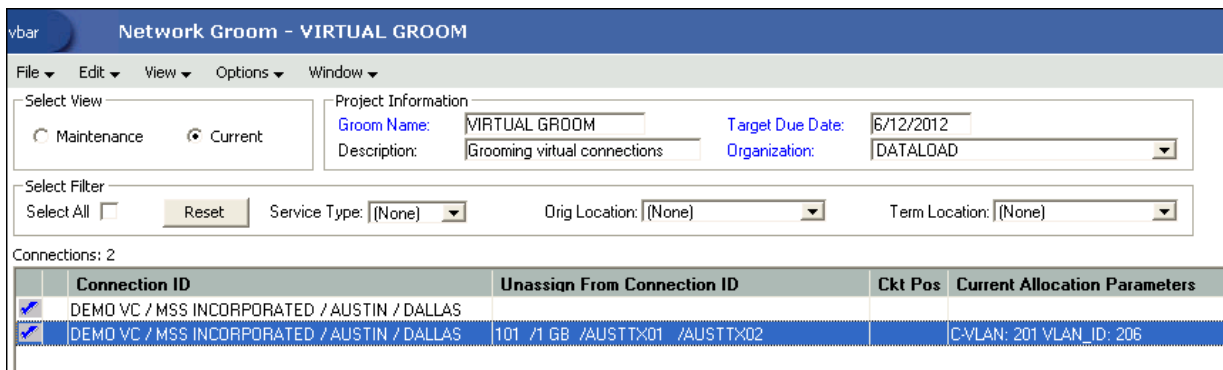 vbar Network Groom - VIRTUAL GROOM
File Edit View Options Window
Select View Project Information
Maintenance Current Groom Name: VIRTUAL GROOM Target Due Date: 6/12/2012
Description: Grooming virtual connections Organization: DATALOAD
Select Filter
Select All Reset Service Type: (None) Orig Location: (None) Term Location: (None)
Connections: 2
Connection ID Unassign From Connection ID Ckt Pos Current Allocation Parameters
DEMO VC / MSS INCORPORATED / AUSTIN / DALLAS
DEMO VC / MSS INCORPORATED / AUSTIN / DALLAS 101 /1 GB /AUSTTX01 /AUSTTX02 C-VLAN: 201 VLAN_ID: 206